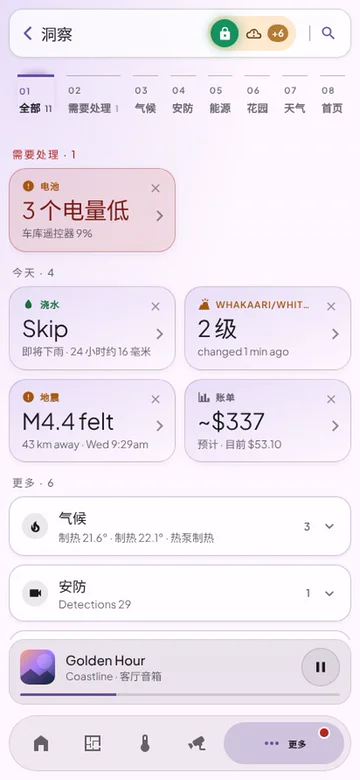 洞察
+6
01
全部 11
02
需要处理 1
03
气候
04
安防
05
能源
06
花园
07
天气
08
首页
需要处理 · 1
电池
3 个电量低
车库遥控器 9%
今天 · 4
浇水
Skip
即将下雨 · 24 小时约 16 毫米
WHAKAARI/WHIT…
2 级
changed 1 min ago
地震
M4.4 felt
43 km away · Wed 9:29am
账单
~$337
预计 · 目前 $53.10
更多 · 6
气候
制热 21.6° · 制热 22.1° · 热泵制热
3
安防
Detections 29
1
Golden Hour
Coastline · 客厅音箱
更多